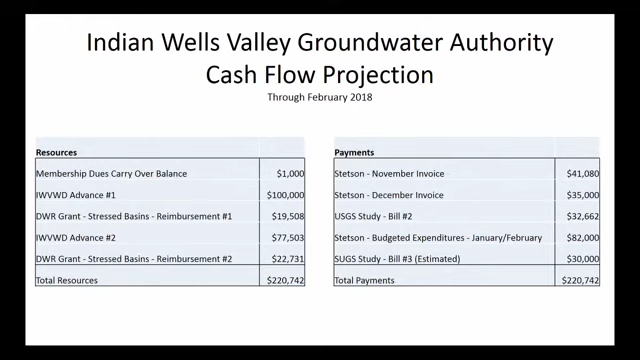 Indian Wells Valley Groundwater Authority
Cash Flow Projection
Through February 2018
Resources
Membership Dues Carry Over Balance $1,000
IWVWD Advance #1 $100,000
DWR Grant - Stressed Basins - Reimbursement #1 $19,508
IWVWD Advance #2 $77,503
DWR Grant - Stressed Basins - Reimbursement #2 $22,731
Total Resources $220,742
Payments
Stetson - November Invoice $41,080
Stetson - December Invoice $35,000
USGS Study - Bill #2 $32,662
Stetson - Budgeted Expenditures - January/February $82,000
SUGS Study - Bill #3 (Estimated) $30,000
Total Payments $220,742